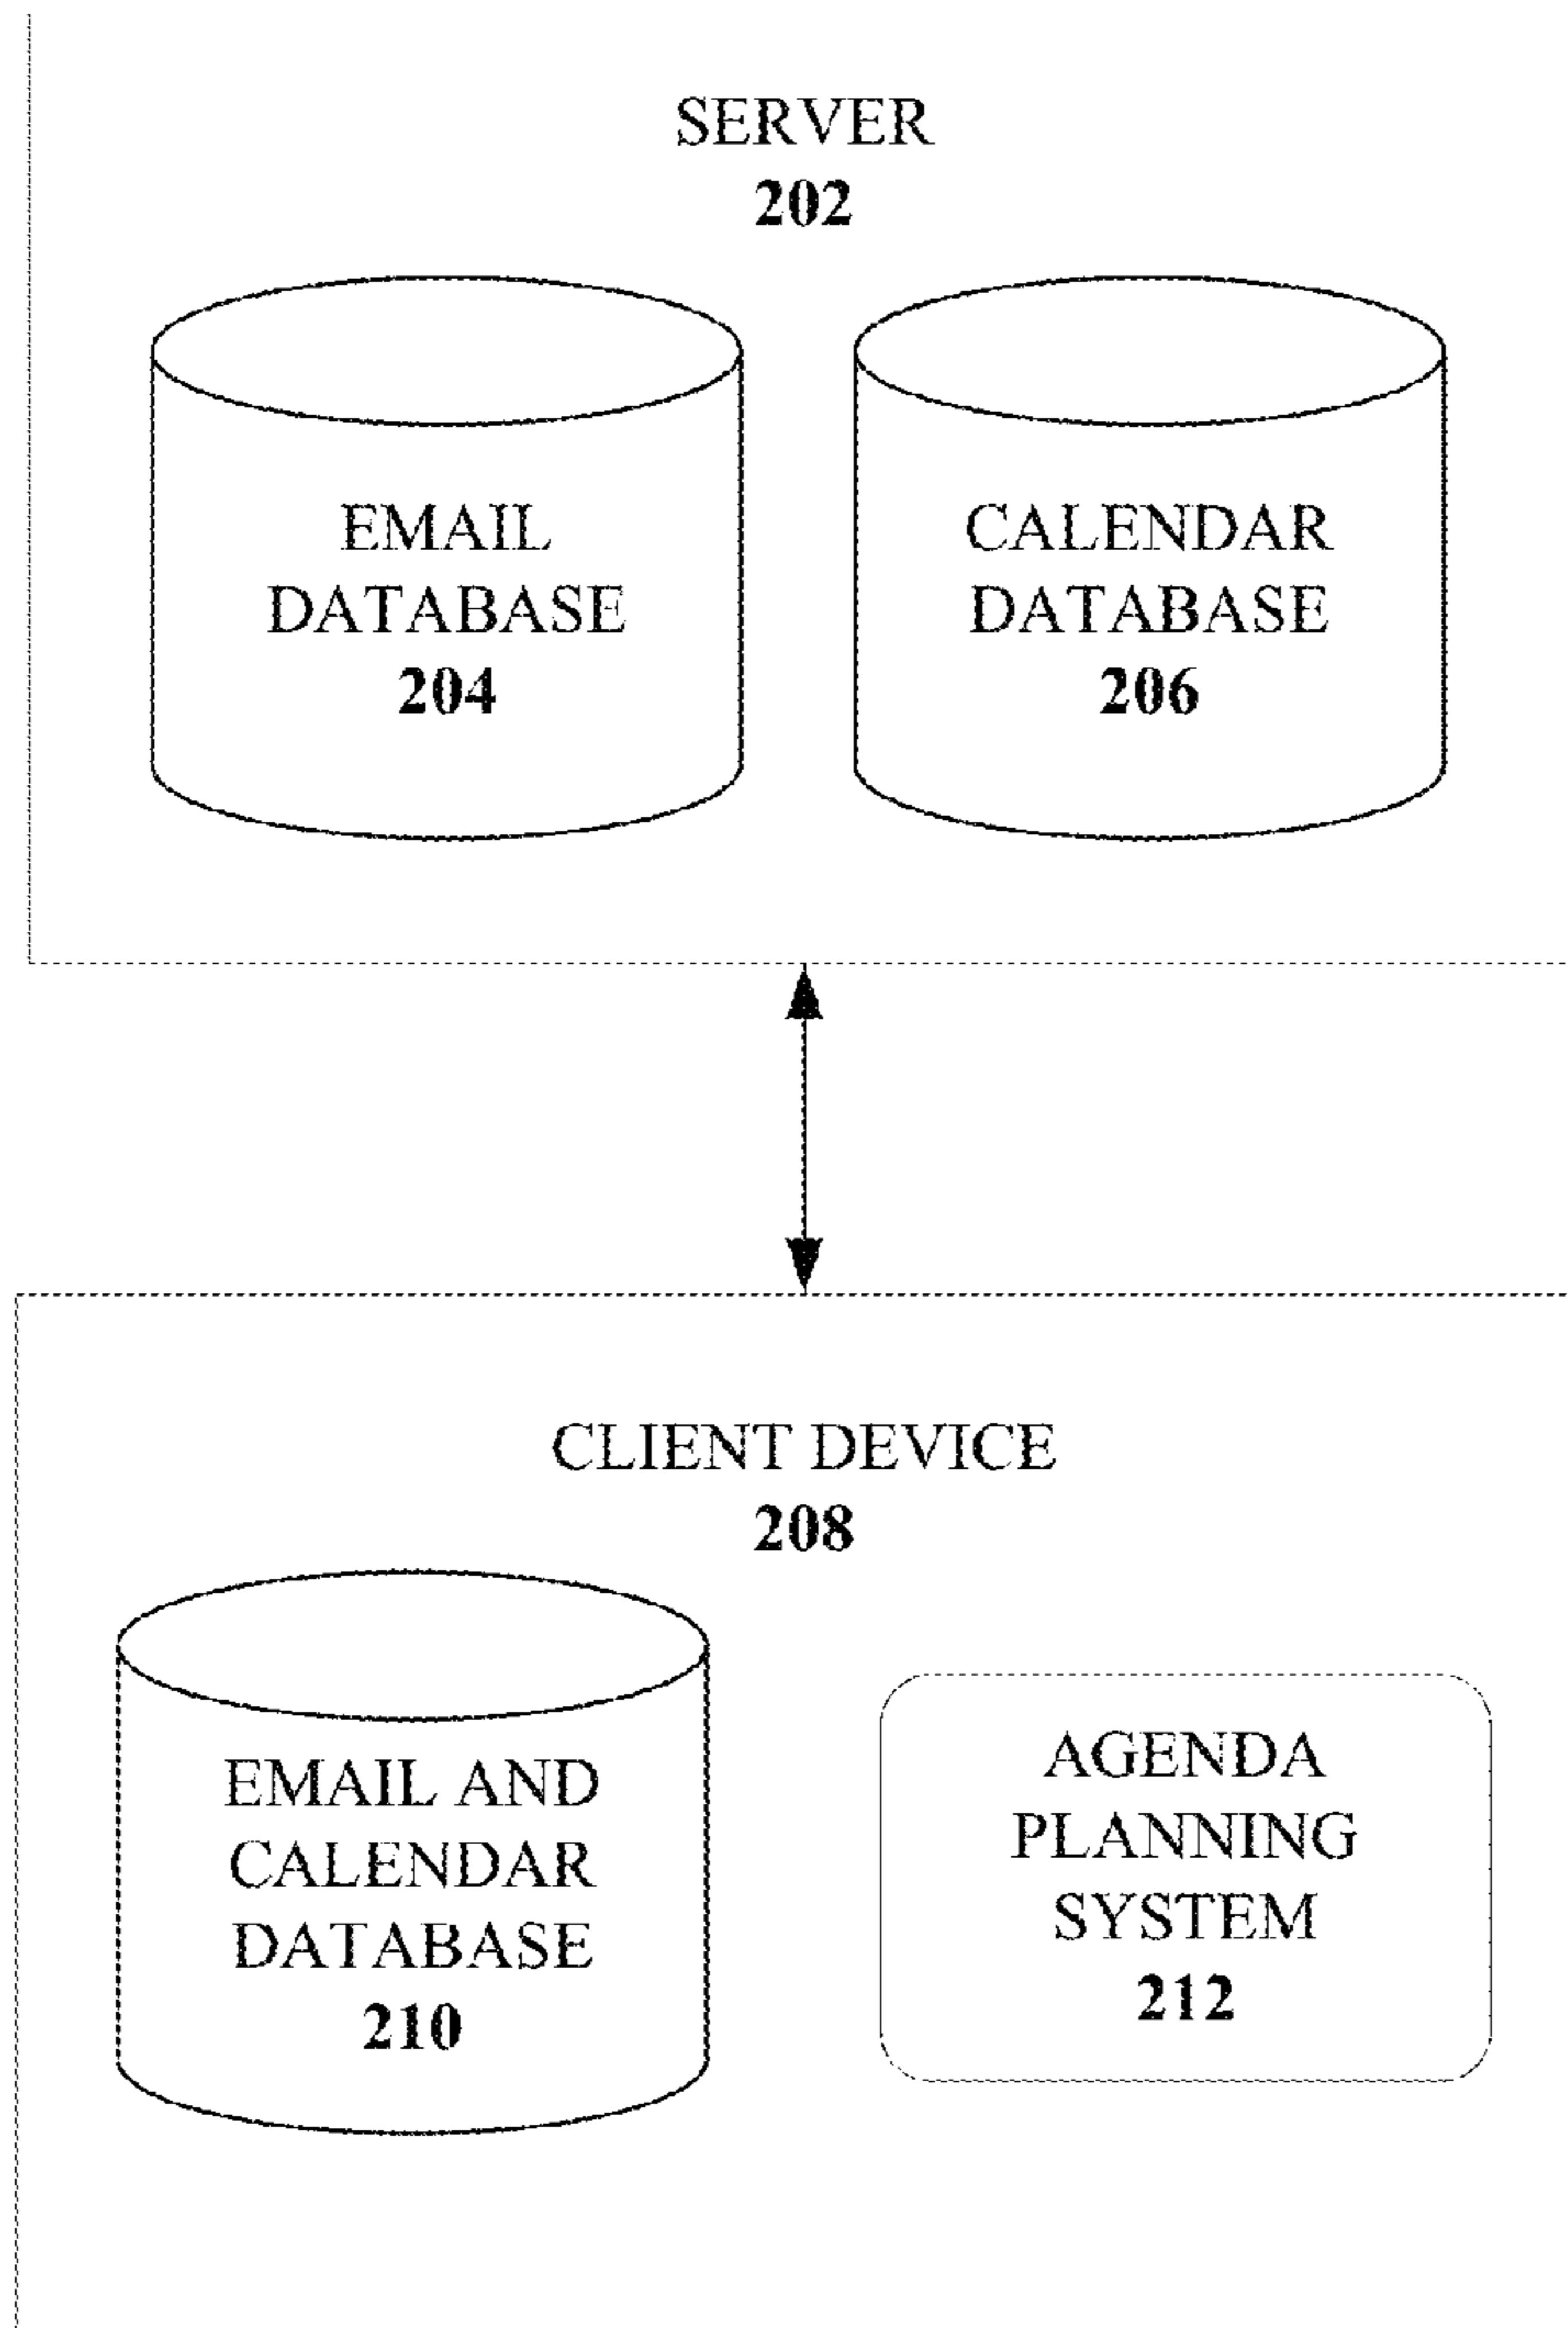 SERVER
202
EMAIL
DATABASE
204
CALENDAR
DATABASE
206
CLIENT DEVICE
208
EMAIL AND
CALENDAR
DATABASE
210
AGENDA
PLANNING
SYSTEM
212